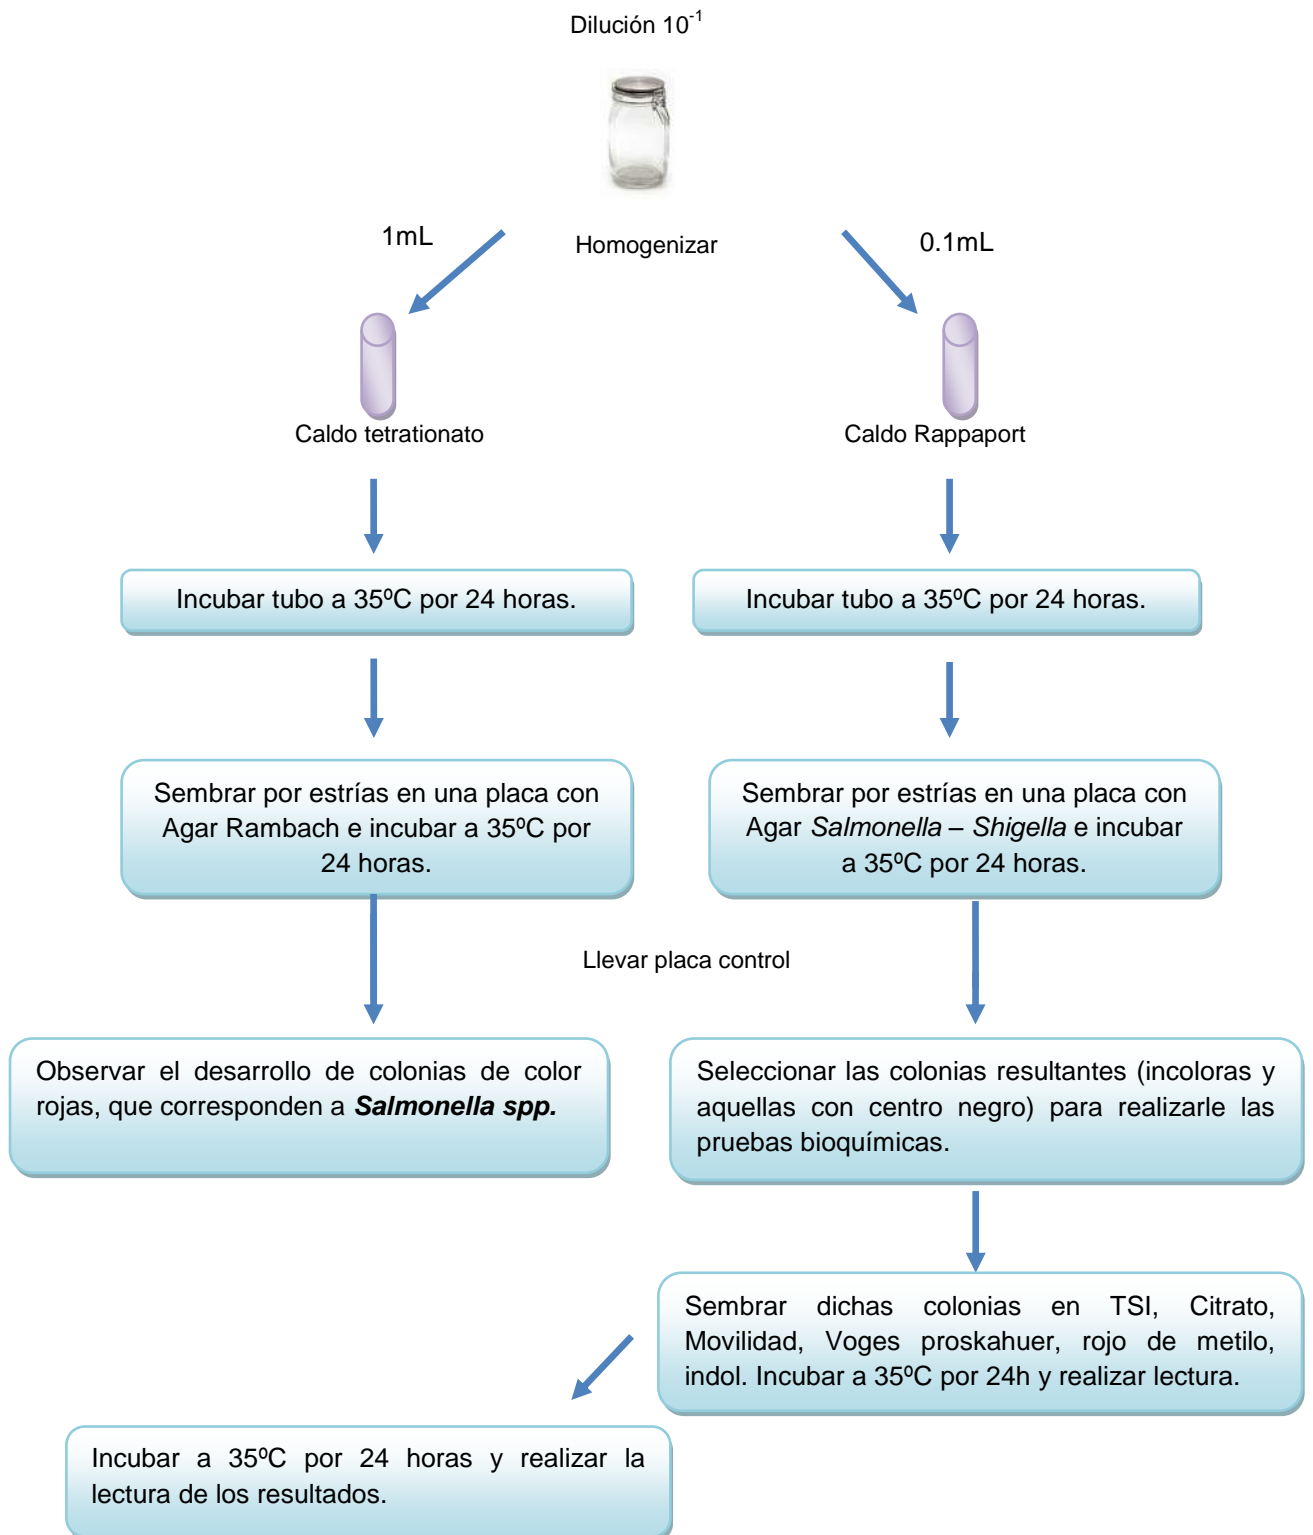 Dilución 10-1
1mL
Homogenizar
0.1mL
Caldo tetrationato
Caldo Rappaport
Incubar tubo a 35ºC por 24 horas.
Incubar tubo a 35ºC por 24 horas.
Sembrar por estrías en una placa con
Agar Rambach e incubar a 35ºC por
24 horas.
Sembrar por estrías en una placa con
Agar Salmonella – Shigella e incubar
a 35ºC por 24 horas.
Llevar placa control
Observar el desarrollo de colonias de color
rojas, que corresponden a Salmonella spp.
Seleccionar las colonias resultantes (incoloras y
aquellas con centro negro) para realizarle las
pruebas bioquímicas.
Sembrar dichas colonias en TSI, Citrato,
Movilidad, Voges proskahuer, rojo de metilo,
indol. Incubar a 35ºC por 24h y realizar lectura.
Incubar a 35ºC por 24 horas y realizar la
lectura de los resultados.